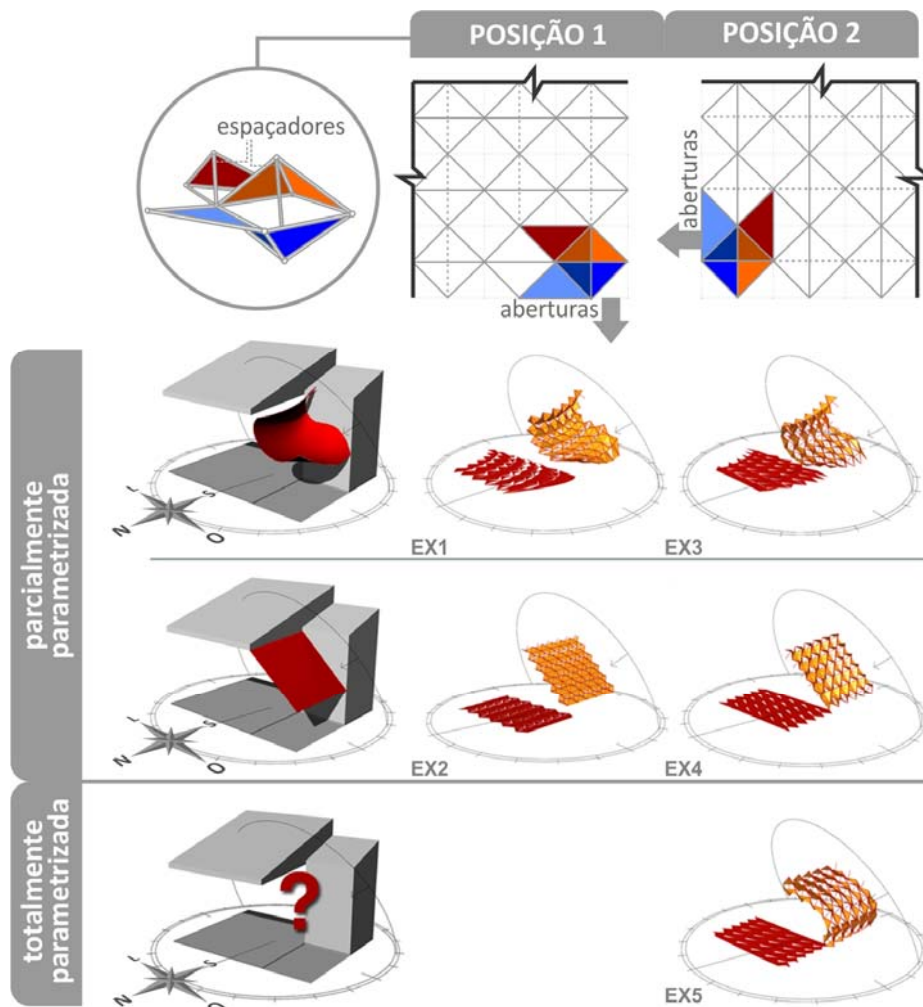 POSIÇÃO 1
POSIÇÃO 2
espaçadores
aberturas
aberturas
parcialmente
parametrizada
L
S
N
O
EX1
EX3
L
S
N
O
EX2
EX4
totalmente
parametrizada
?
L
S
N
O
EX5